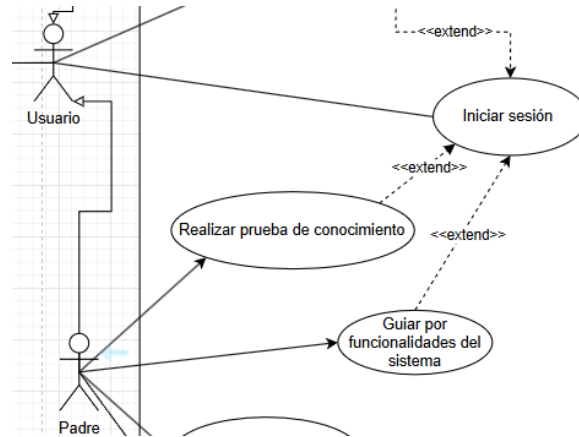 <<extend>>
Iniciar sesión
Usuario
<<extend>>
Realizar prueba de conocimiento
<<extend>>
Guiar por
funcionalidades del
sistema
Padre